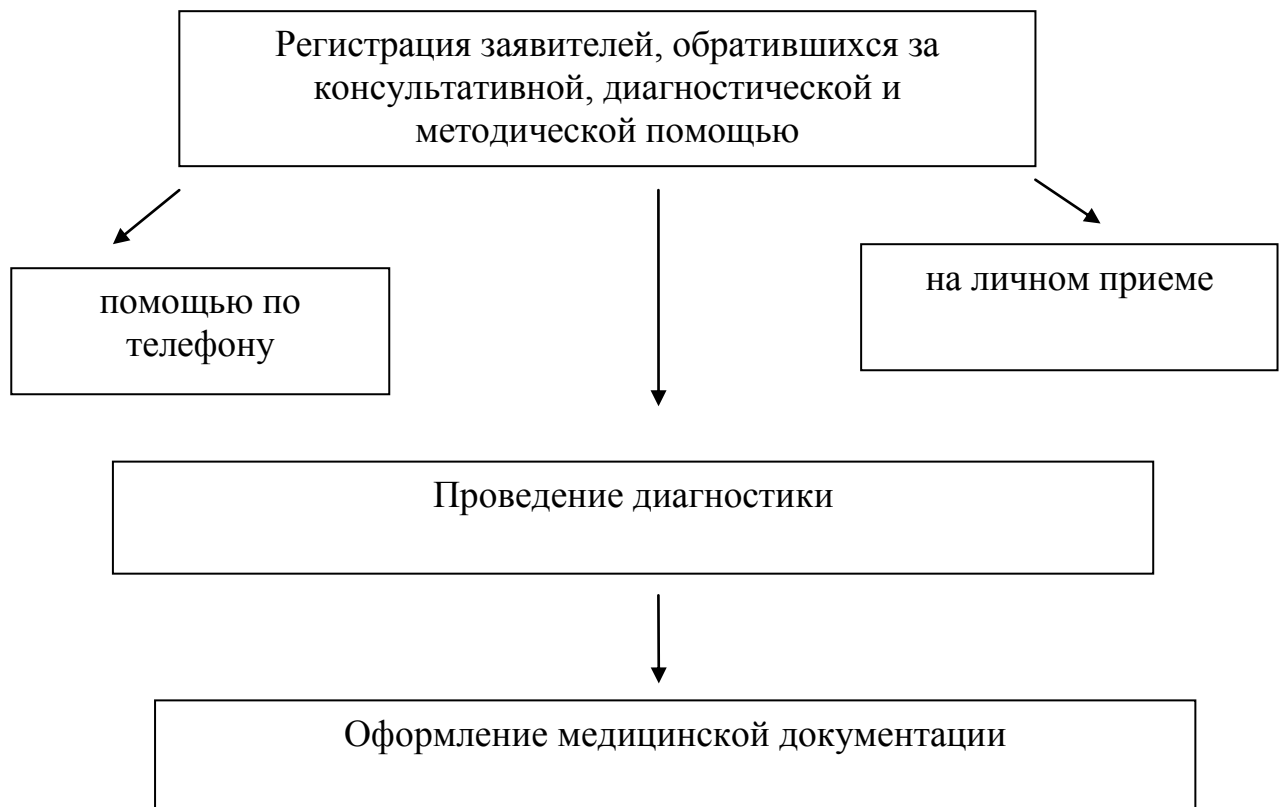 Регистрация заявителей, обратившихся за
консультативной, диагностической и
методической помощью
помощью по
телефону
на личном приеме
Проведение диагностики
Оформление медицинской документации